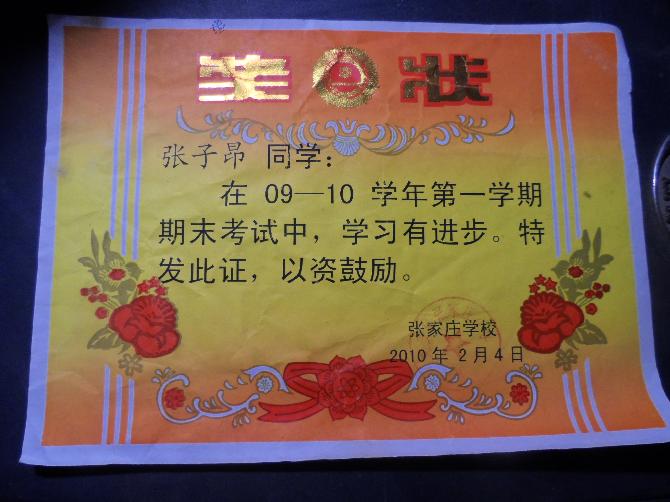 奖状
张子昂 同学：
在 09—10 学年第一学期
期末考试中，学习有进步。特
发此证，以资鼓励。
张家庄学校
2010 年 2 月 4 日